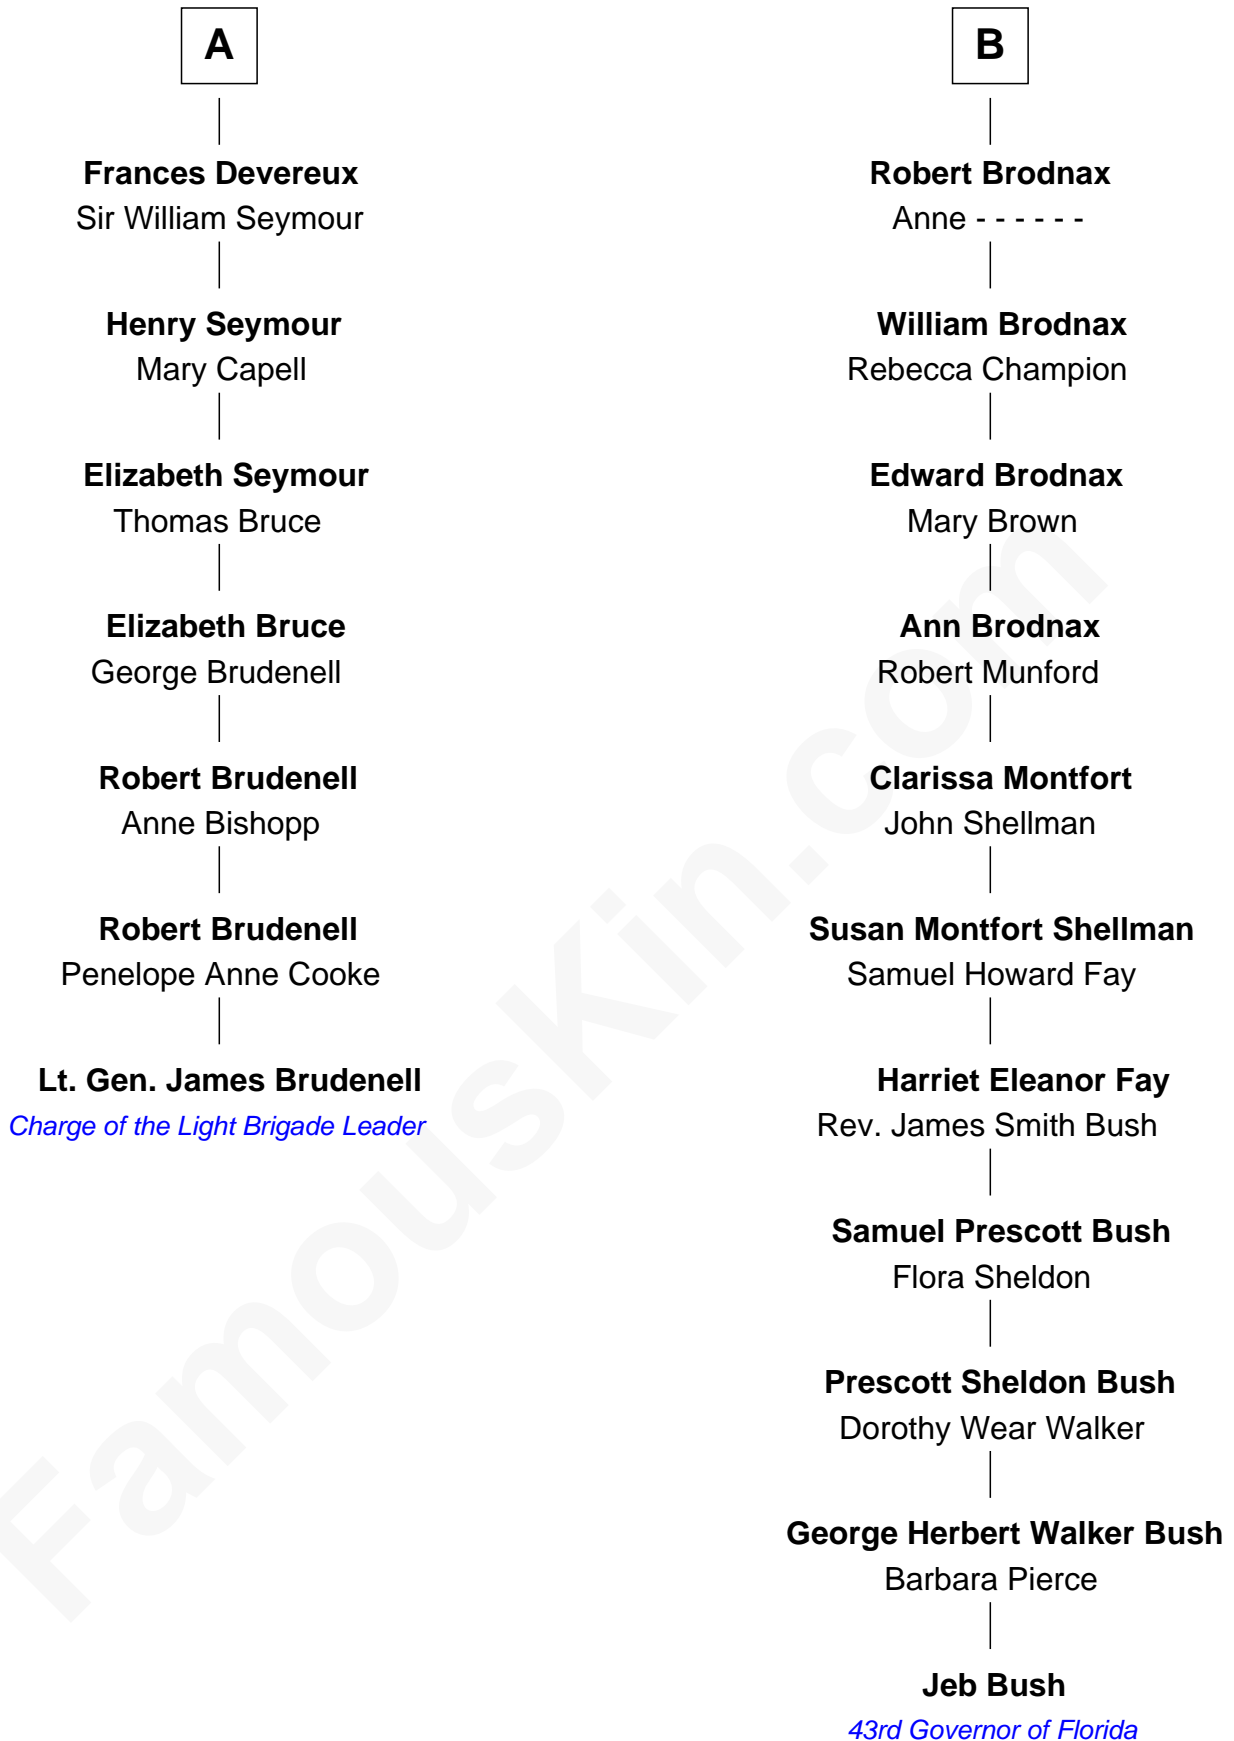 A
Frances Devereux
Sir William Seymour
Henry Seymour
Mary Capell
Elizabeth Seymour
Thomas Bruce
Elizabeth Bruce
George Brudenell
Robert Brudenell
Anne Bishopp
Robert Brudenell
Penelope Anne Cooke
Lt. Gen. James Brudenell
Charge of the Light Brigade Leader
B
Robert Brodnax
Anne - - - - - -
William Brodnax
Rebecca Champion
Edward Brodnax
Mary Brown
Ann Brodnax
Robert Munford
Clarissa Montfort
John Shellman
Susan Montfort Shellman
Samuel Howard Fay
Harriet Eleanor Fay
Rev. James Smith Bush
Samuel Prescott Bush
Flora Sheldon
Prescott Sheldon Bush
Dorothy Wear Walker
George Herbert Walker Bush
Barbara Pierce
Jeb Bush
43rd Governor of Florida
FamousKin.com